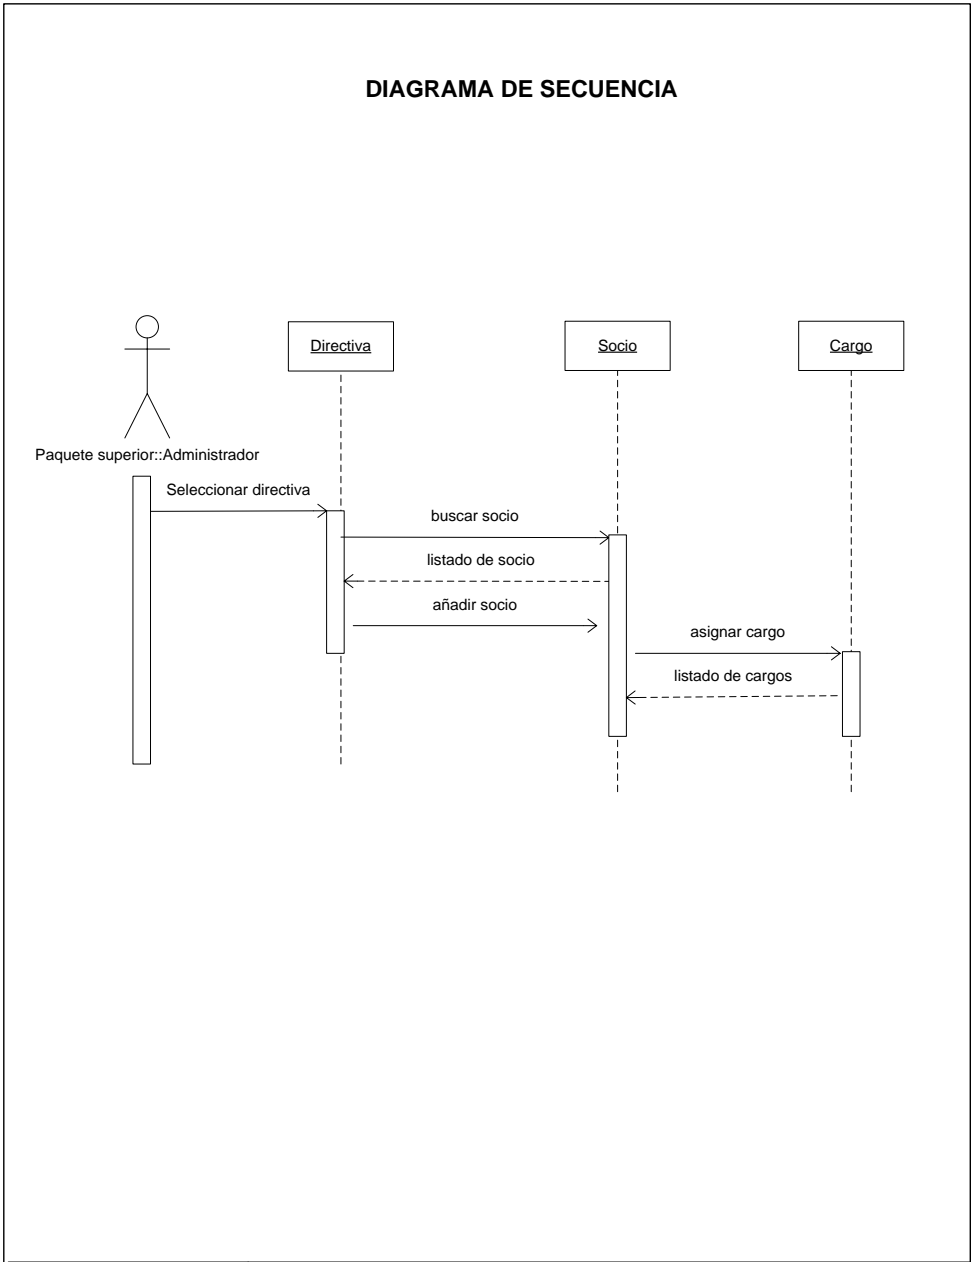 DIAGRAMA DE SECUENCIA
Directiva
Socio
Cargo
Paquete superior::Administrador
Seleccionar directiva
buscar socio
listado de socio
añadir socio
asignar cargo
listado de cargos